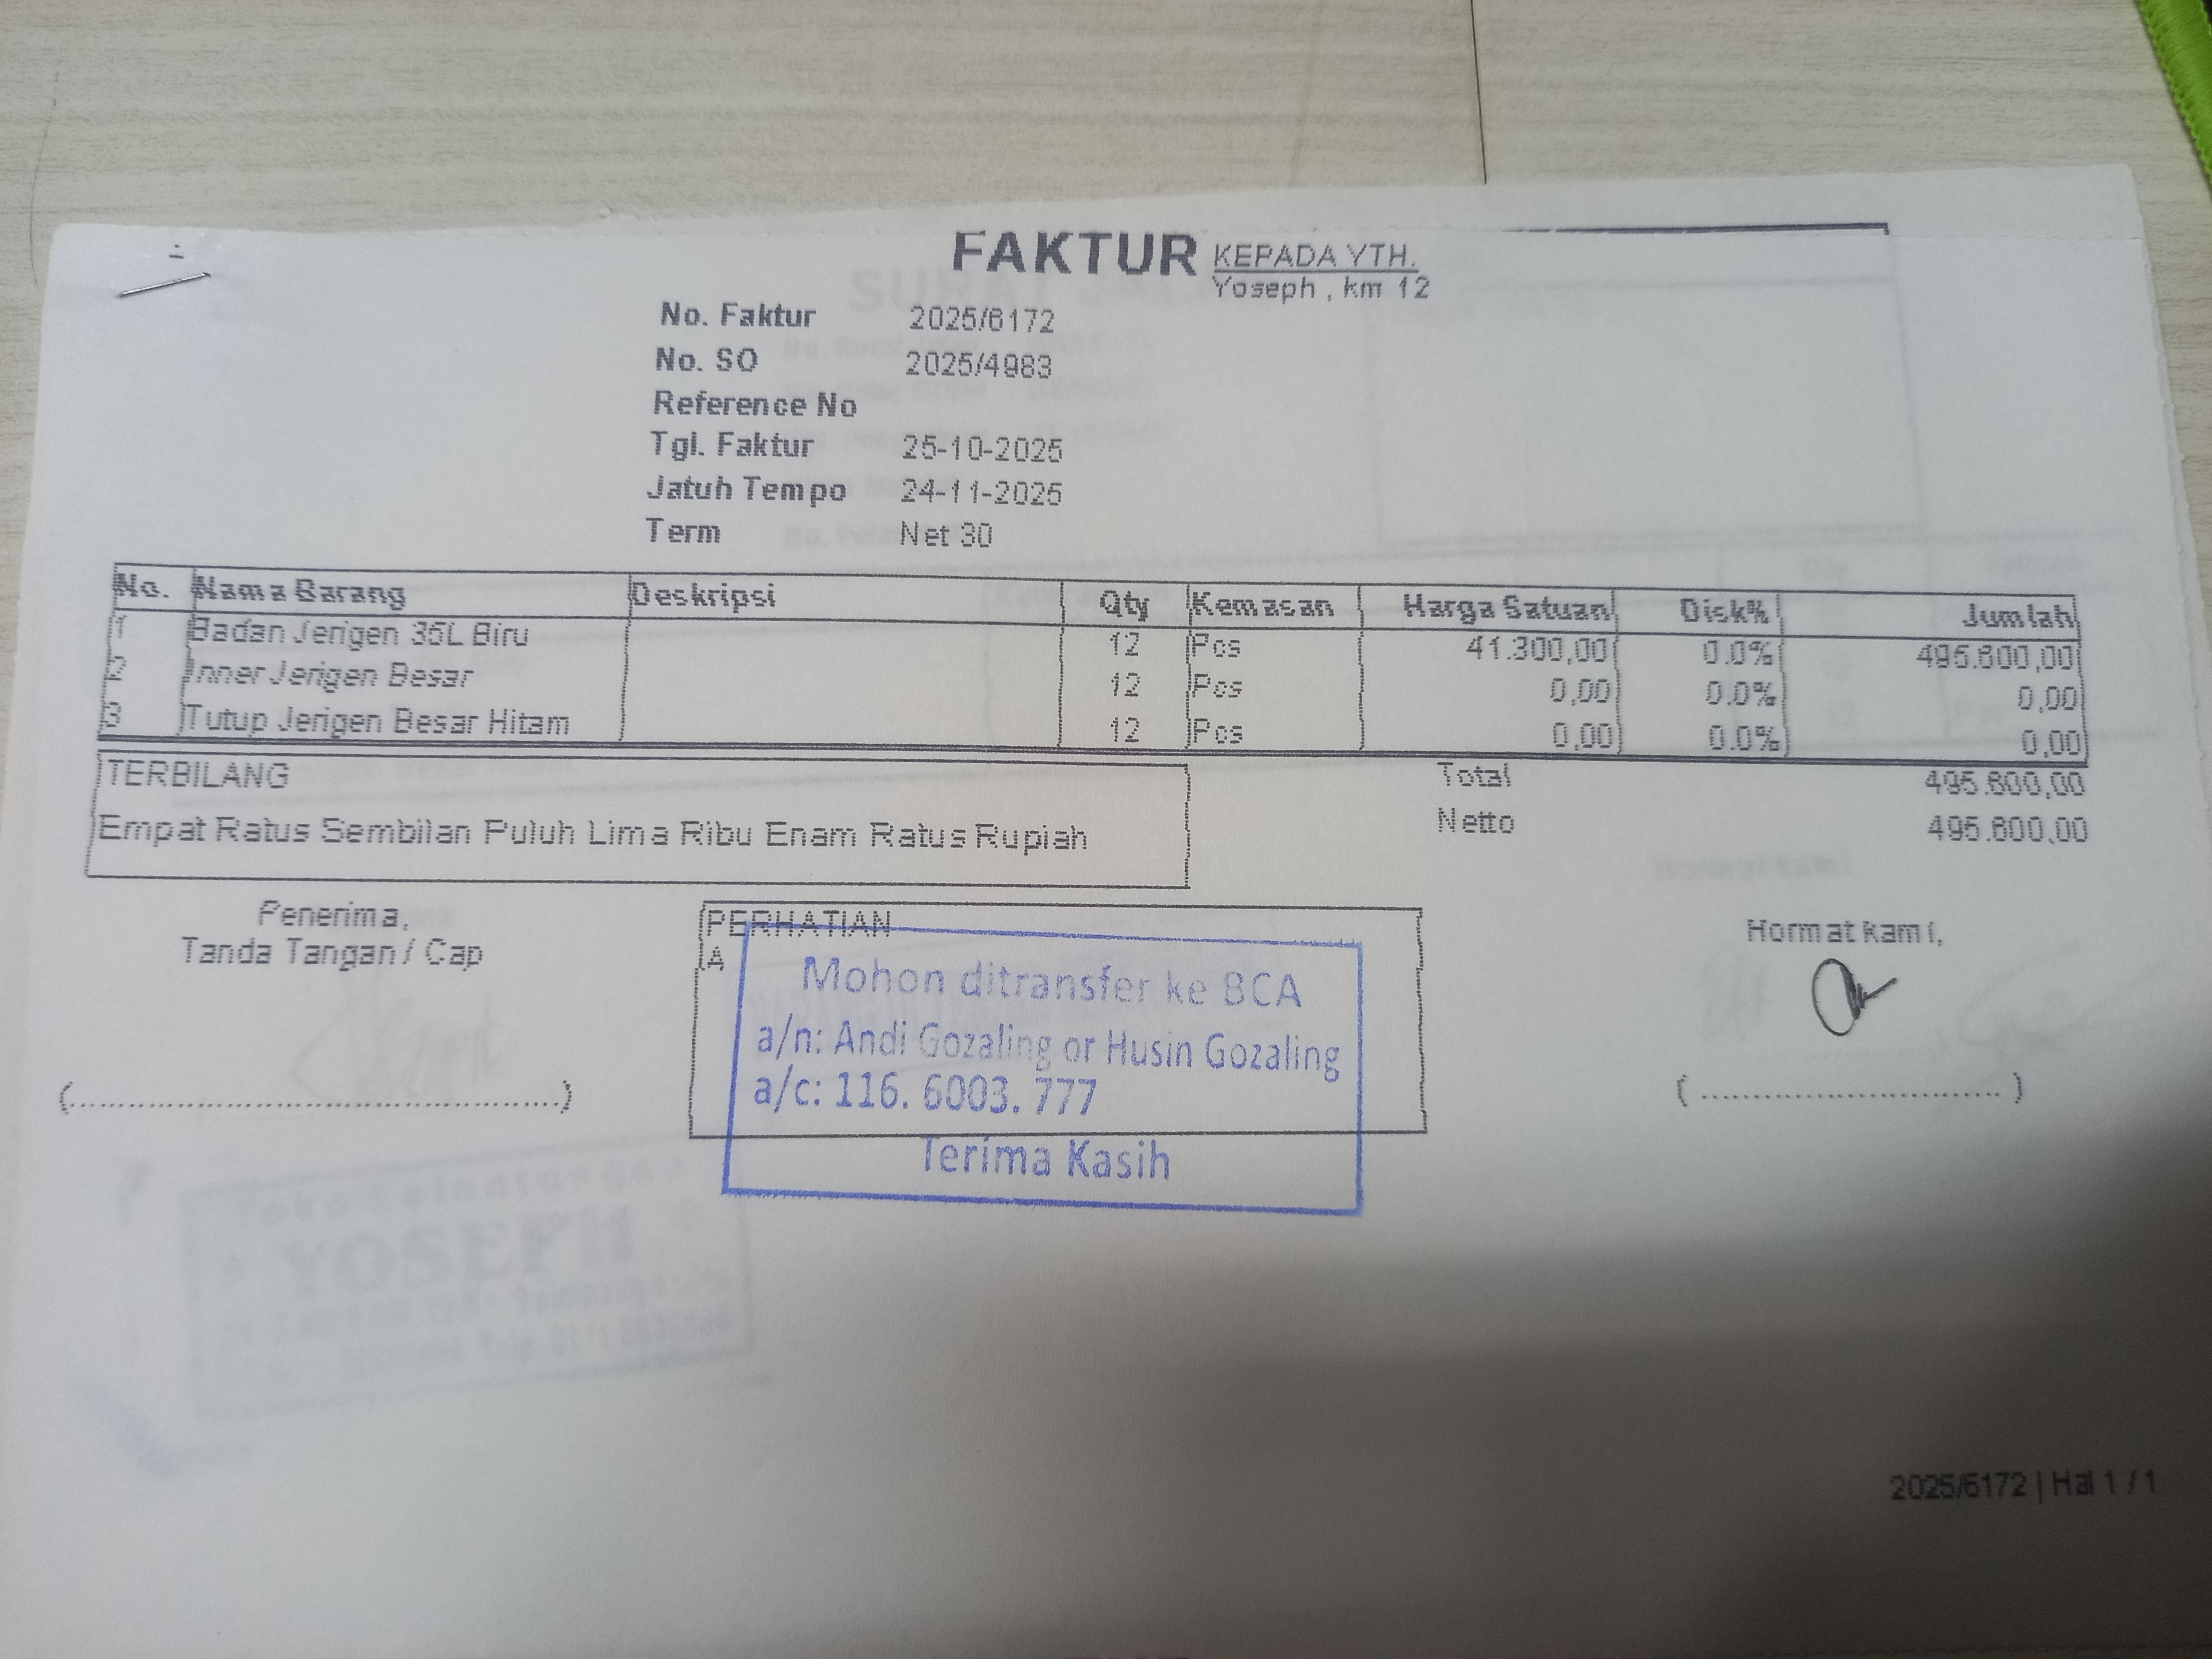 FAKTUR
KEPADA YTH.
Yoseph , km 12
No. Faktur 2025/6172
No. SO 2025/4983
Reference No
Tgl. Faktur 25-10-2025
Jatuh Tempo 24-11-2025
Term Net 30
No. Nama Barang Deskripsi Qty Kemasan Harga Satuan Disk% Jumlah
1 Badan Jerigen 35L Biru 12 Pcs 41.300,00 0.0% 495.600,00
2 Inner Jerigen Besar 12 Pcs 0,00 0.0% 0,00
3 Tutup Jerigen Besar Hitam 12 Pcs 0,00 0.0% 0,00
TERBILANG
Empat Ratus Sembilan Puluh Lima Ribu Enam Ratus Rupiah
Total 495.600,00
Netto 495.600,00
Penerima,
Tanda Tangan / Cap
(....................................................)
PERHATIAN
A
Mohon ditransfer ke BCA
a/n: Andi Gozaling or Husin Gozaling
a/c: 116. 6003. 777
Terima Kasih
Hormat kami,
( .............................. )
YOSEPH
2025/6172 | Hal 1 / 1